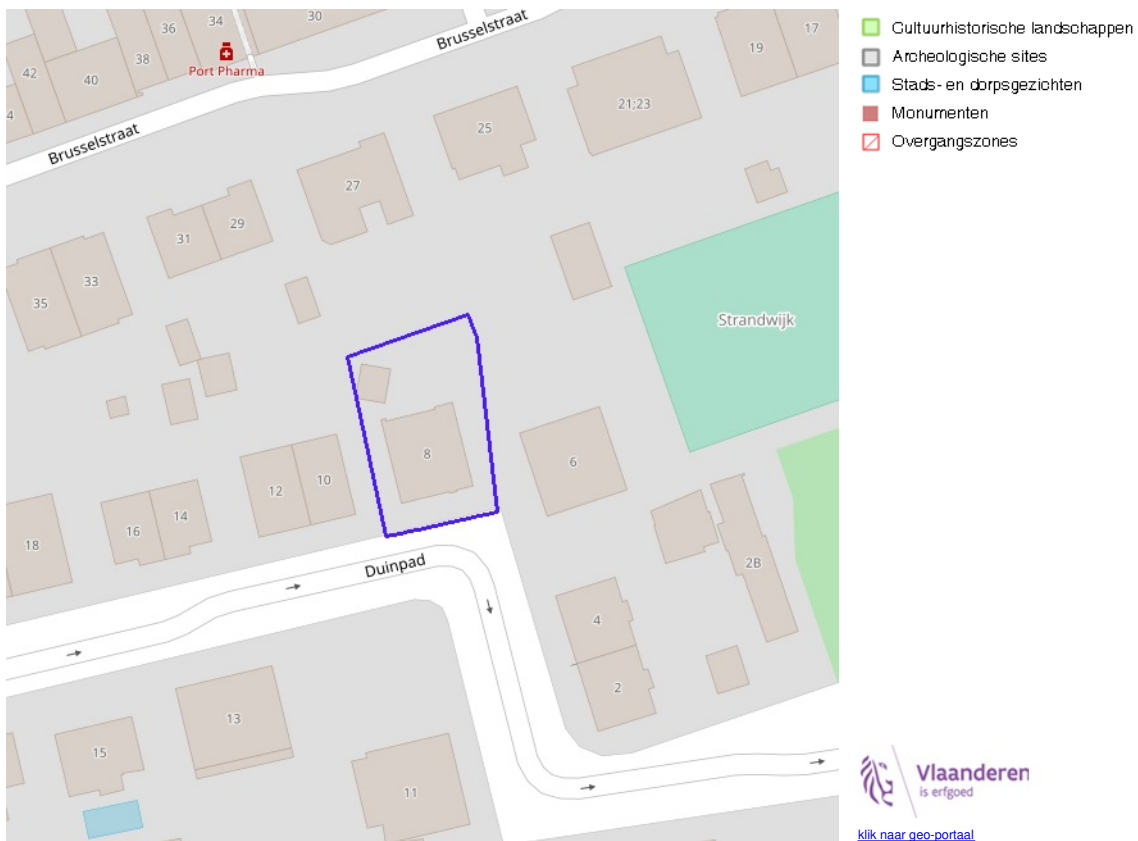 36
34
30
Brusselstraat
17
19
42
38
40
Port Pharma
4
21;23
25
Brusselstraat
27
29
31
33
35
Strandwijk
8
6
10
12
14
16
18
2B
Duinpad
4
2
13
15
11
Cultuurhistorische landschappen
Archeologische sites
Stads- en dorpsgezichten
Monumenten
Overgangszones
Vlaanderen
is erfgoed
klik naar geo-portaal